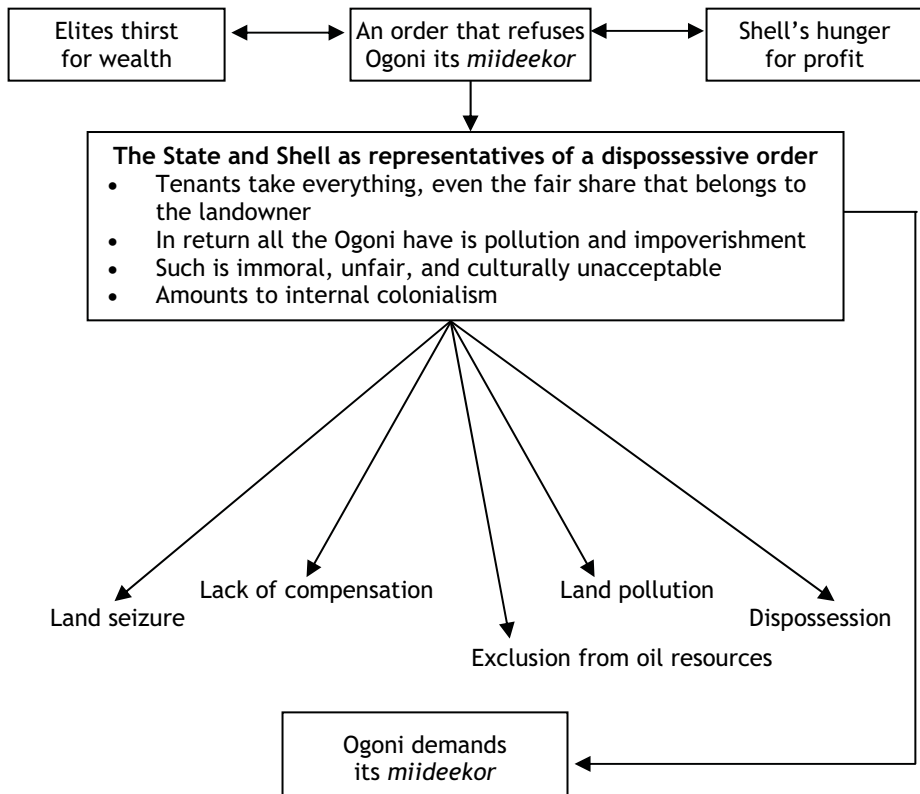 Elites thirst
for wealth
An order that refuses
Ogoni its miideekor
Shell’s hunger
for profit
The State and Shell as representatives of a dispossessive order
• Tenants take everything, even the fair share that belongs to
the landowner
• In return all the Ogoni have is pollution and impoverishment
• Such is immoral, unfair, and culturally unacceptable
• Amounts to internal colonialism
Land seizure
Lack of compensation
Exclusion from oil resources
Land pollution
Dispossession
Ogoni demands
its miideekor